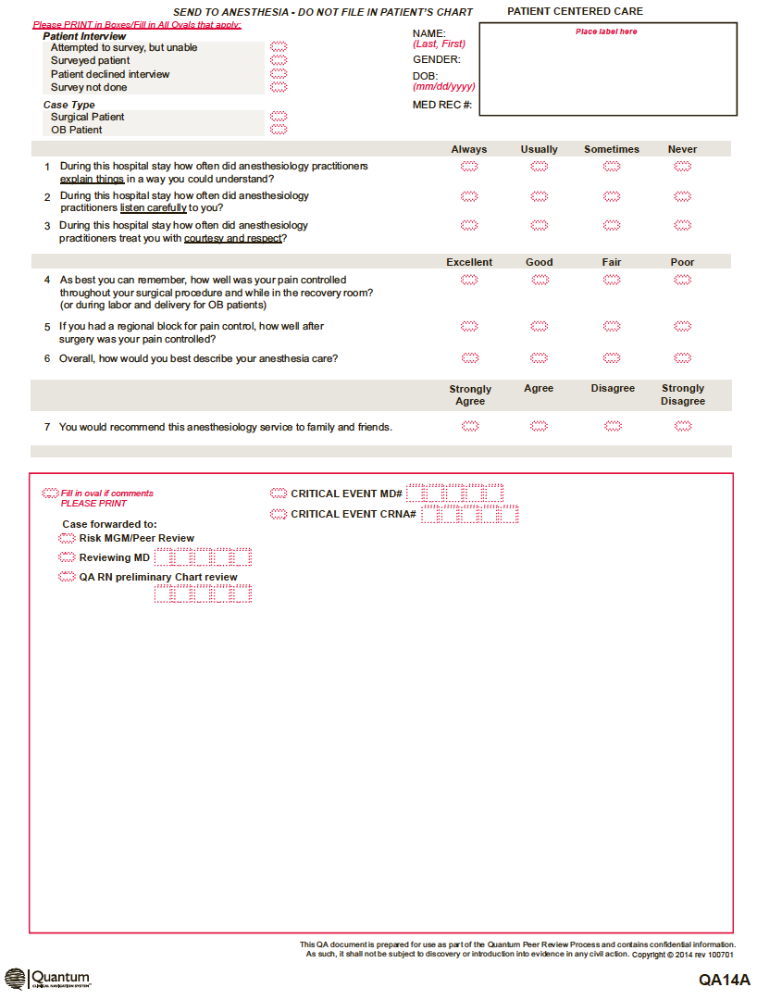 SEND TO ANESTHESIA - DO NOT FILE IN PATIENT'S CHART
PATIENT CENTERED CARE
Please PRINT in Boxes/Fill in All Ovals that apply:
Patient Interview
Attempted to survey, but unable
Surveyed patient
Patient declined interview
Survey not done
Case Type
Surgical Patient
OB Patient
NAME:
(Last, First)
GENDER:
DOB:
(mm/dd/yyyy)
MED REC #:
Place label here
Always Usually Sometimes Never
1 During this hospital stay how often did anesthesiology practitioners
explain things in a way you could understand?
2 During this hospital stay how often did anesthesiology
practitioners listen carefully to you?
3 During this hospital stay how often did anesthesiology
practitioners treat you with courtesy and respect?
Excellent Good Fair Poor
4 As best you can remember, how well was your pain controlled
throughout your surgical procedure and while in the recovery room?
(or during labor and delivery for OB patients)
5 If you had a regional block for pain control, how well after
surgery was your pain controlled?
6 Overall, how would you best describe your anesthesia care?
Strongly Agree Disagree Strongly
Agree Disagree
7 You would recommend this anesthesiology service to family and friends.
Fill in oval if comments
PLEASE PRINT
CRITICAL EVENT MD#
CRITICAL EVENT CRNA#
Case forwarded to:
Risk MGM/Peer Review
Reviewing MD
QA RN preliminary Chart review
This QA document is prepared for use as part of the Quantum Peer Review Process and contains confidential information.
As such, it shall not be subject to discovery or introduction into evidence in any civil action. Copyright © 2014 rev 100701
Quantum
CLINICAL NAVIGATION SYSTEM™
QA14A